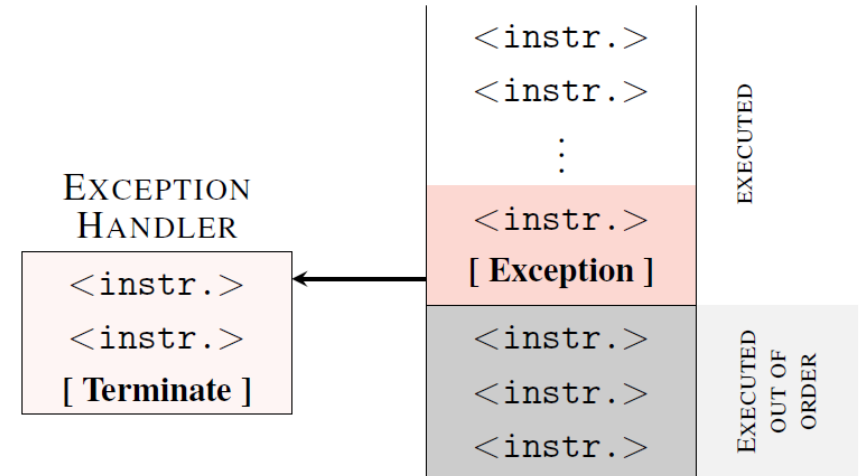 <instr.>
<instr.>
⋮
<instr.>
[ Exception ]
<instr.>
<instr.>
<instr.>
EXECUTED
EXECUTED
OUT OF
ORDER
EXCEPTION
HANDLER
<instr.>
<instr.>
[ Terminate ]